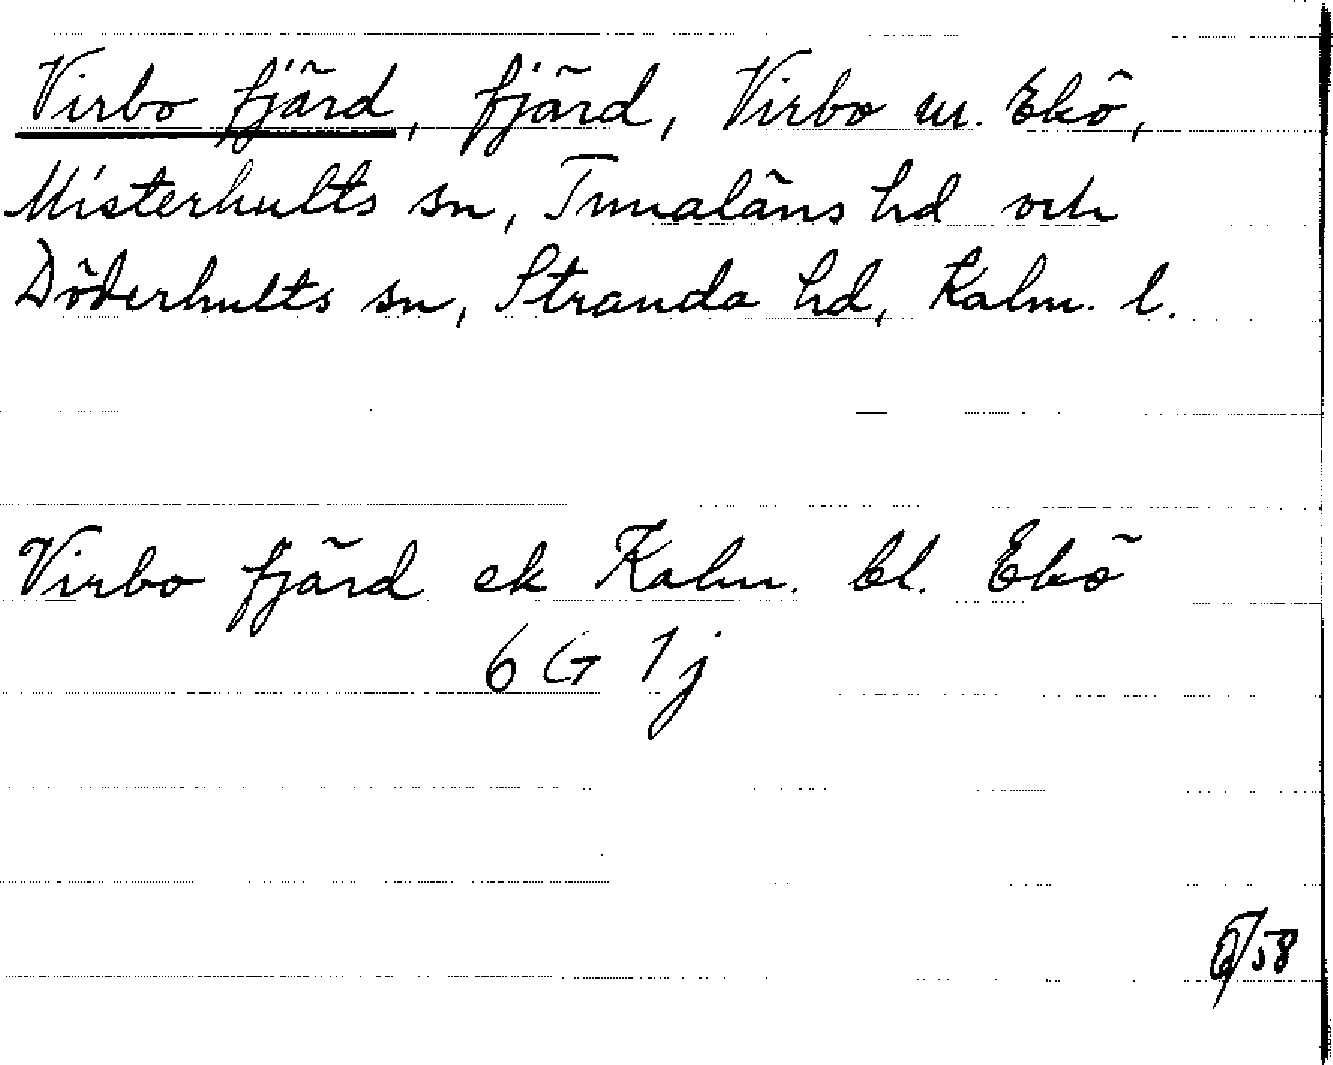 Virbo fjärd, fjärd, Virbo m. Ekö,
Misterhults sn, Tunaläns hd och
Döderhults sn, Stranda hd, Kalm. l.
Virbo fjärd ek Kalm. bl. Ekö
6 G 1j
58